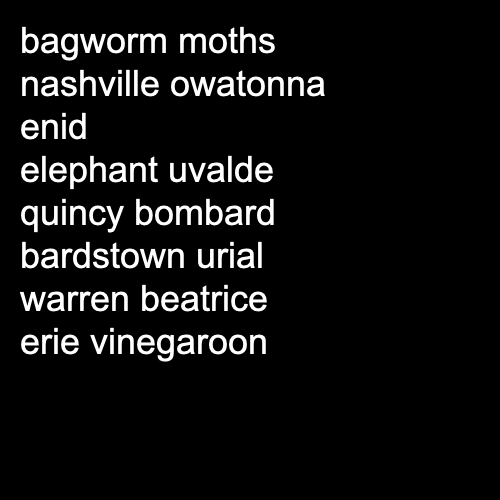 bagworm moths
nashville owatonna
enid
elephant uvalde
quincy bombard
bardstown urial
warren beatrice
erie vinegaroon